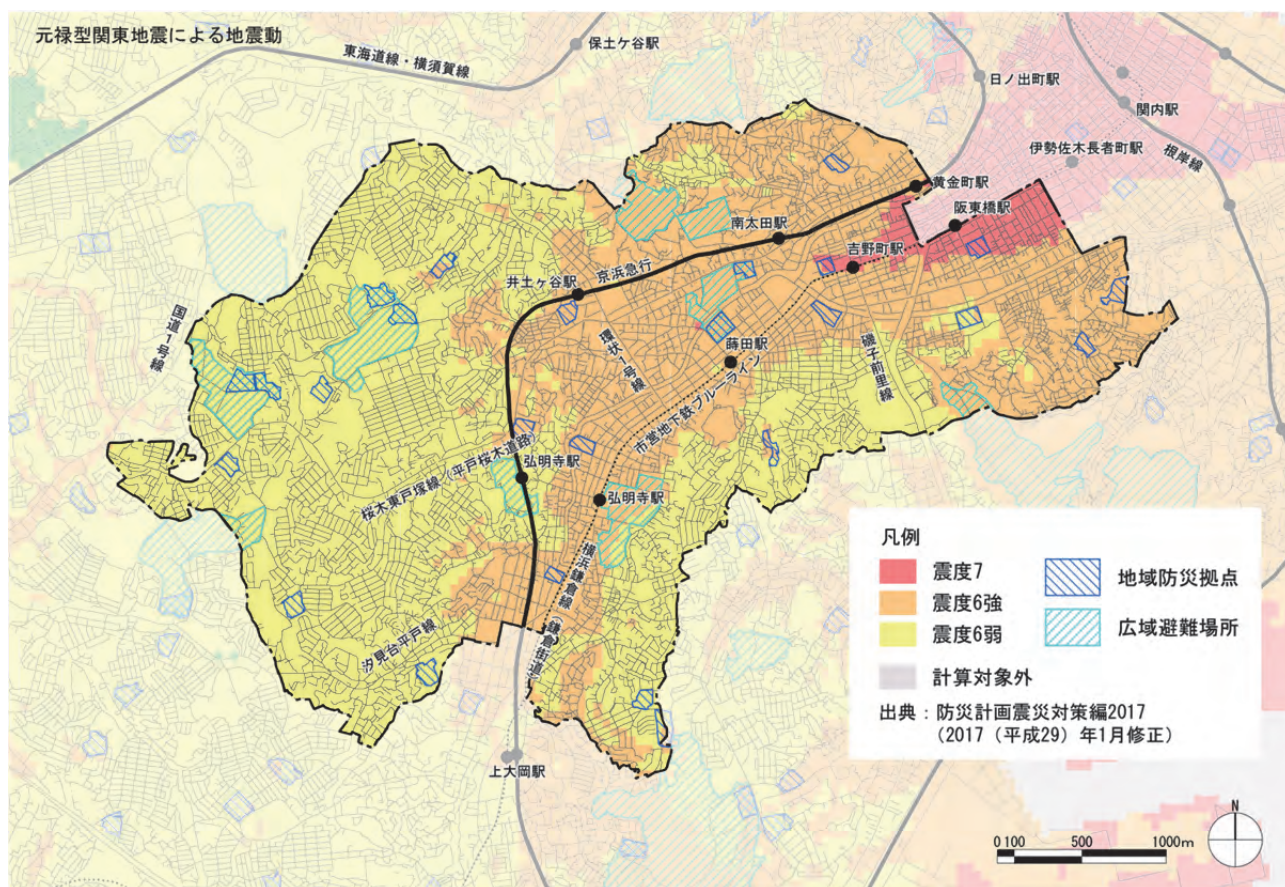 元禄型関東地震による地震動
保土ケ谷駅
東海道線・横須賀線
日ノ出町駅
関内駅
伊勢佐木長者町駅
根岸線
黄金町駅
阪東橋駅
南太田駅
吉野町駅
京浜急行
井土ヶ谷駅
国道1号線
環状1号線
蒔田駅
磯子前里線
市営地下鉄ブルーライン
桜木東戸塚線(平戸桜木道路)
弘明寺駅
弘明寺駅
横浜鎌倉線(鎌倉街道)
汐見台平戸線
上大岡駅
凡例
震度7
震度6強
震度6弱
計算対象外
地域防災拠点
広域避難場所
出典:防災計画震災対策編2017
(2017(平成29)年1月修正)
N
0 100 500 1000m